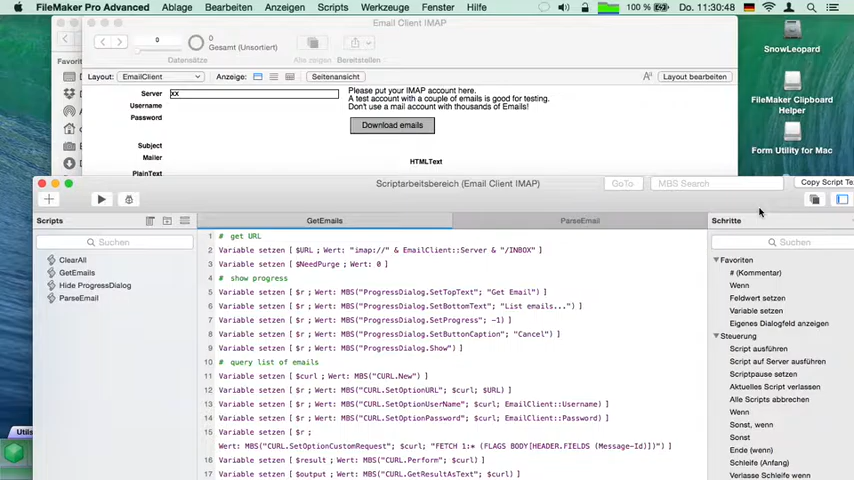 FileMaker Pro Advanced Ablage Bearbeiten Anzeigen Scripts Werkzeuge Fenster Hilfe 100 % Do. 11:30:48
Email Client IMAP
0
0
Gesamt (Unsortiert)
Datensätze
Alle zeigen
Bereitstellen
Layout: EmailClient Anzeige: Seitenansicht Layout bearbeiten
Favori
Server xx
Username
Password
Please put your IMAP account here.
A test account with a couple of emails is good for testing.
Don't use a mail account with thousands of Emails!
Download emails
Subject
Mailer
HTMLText
PlainText
SnowLeopard
FileMaker Clipboard
Helper
Form Utility for Mac
Scriptarbeitsbereich (Email Client IMAP)
GoTo
MBS Search
Copy Script Te
Scripts
GetEmails
ParseEmail
Schritte
Suchen
ClearAll
GetEmails
Hide ProgressDialog
ParseEmail
1 # get URL
2 Variable setzen [ $URL ; Wert: "imap://" & EmailClient::Server & "/INBOX" ]
3 Variable setzen [ $NeedPurge ; Wert: 0 ]
4 # show progress
5 Variable setzen [ $r ; Wert: MBS("ProgressDialog.SetTopText"; "Get Email") ]
6 Variable setzen [ $r ; Wert: MBS("ProgressDialog.SetBottomText"; "List emails...") ]
7 Variable setzen [ $r ; Wert: MBS("ProgressDialog.SetProgress"; -1) ]
8 Variable setzen [ $r ; Wert: MBS("ProgressDialog.SetButtonCaption"; "Cancel") ]
9 Variable setzen [ $r ; Wert: MBS("ProgressDialog.Show") ]
10 # query list of emails
11 Variable setzen [ $curl ; Wert: MBS("CURL.New") ]
12 Variable setzen [ $r ; Wert: MBS("CURL.SetOptionURL"; $curl; $URL) ]
13 Variable setzen [ $r ; Wert: MBS("CURL.SetOptionUserName"; $curl; EmailClient::Username) ]
14 Variable setzen [ $r ; Wert: MBS("CURL.SetOptionPassword"; $curl; EmailClient::Password) ]
15 Variable setzen [ $r ;
Wert: MBS("CURL.SetOptionCustomRequest"; $curl; "FETCH 1:* (FLAGS BODY[HEADER.FIELDS (Message-Id)])") ]
16 Variable setzen [ $result ; Wert: MBS("CURL.Perform"; $curl) ]
17 Variable setzen [ $output ; Wert: MBS("CURL.GetResultAsText"; $curl) ]
Suchen
Favoriten
# (Kommentar)
Wenn
Feldwert setzen
Variable setzen
Eigenes Dialogfeld anzeigen
Steuerung
Script ausführen
Script auf Server ausführen
Scriptpause setzen
Aktuelles Script verlassen
Alle Scripts abbrechen
Wenn
Sonst, wenn
Sonst
Ende (wenn)
Schleife (Anfang)
Verlasse Schleife wenn
Utils